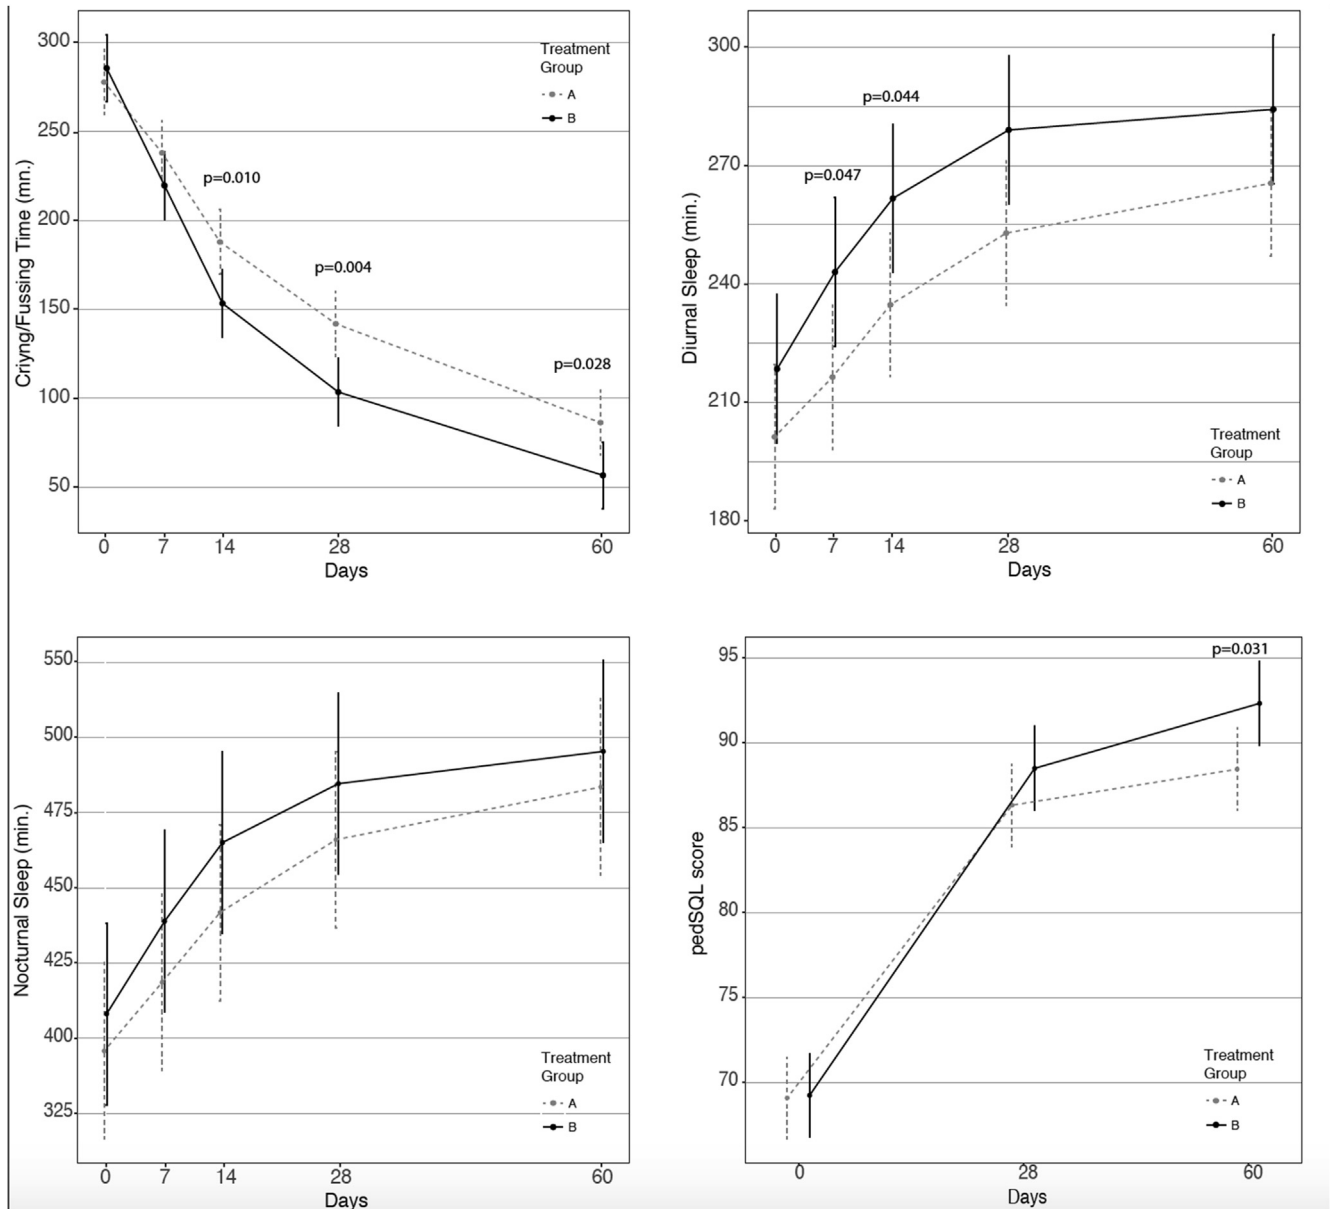 300
250
200
150
100
50
Criyng/Fussing Time (mn.)
p=0.010
p=0.004
p=0.028
Treatment
Group
A
B
0 7 14 28 60
Days
300
270
240
210
180
Diurnal Sleep (min.)
p=0.047
p=0.044
Treatment
Group
A
B
0 7 14 28 60
Days
550
500
475
450
425
400
325
Nocturnal Sleep (min.)
Treatment
Group
A
B
0 7 14 28 60
Days
95
90
85
80
75
70
pedSQL score
p=0.031
Treatment
Group
A
B
0 28 60
Days